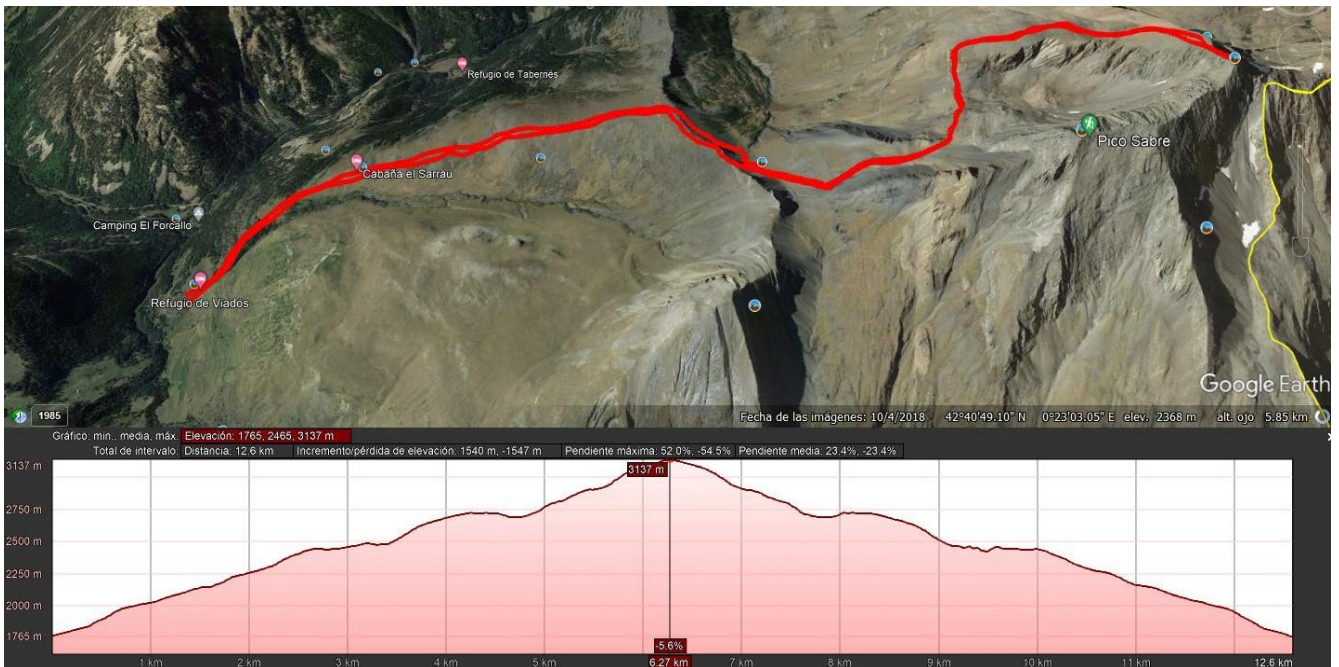 Refugio de Tabernés
Pico Sabre
Cabaña el Sarrau
Camping El Forcallo
Refugio de Viadós
Google Earth
1985
Fecha de las imágenes: 10/4/2018 42°40'49.10" N 0°23'03.05" E elev. 2368 m alt. ojo 5.85 km
Gráfico: min., media, máx. Elevación: 1765, 2465, 3137 m
Total de intervalo: Distancia: 12.6 km Incremento/pérdida de elevación: 1540 m, -1547 m Pendiente máxima: 52.0%, -54.5% Pendiente media: 23.4%, -23.4%
3137 m
3137 m
2750 m
2500 m
2250 m
2000 m
1765 m
-5.6%
1 km 2 km 3 km 4 km 5 km 6.27 km 7 km 8 km 9 km 10 km 11 km 12.6 km